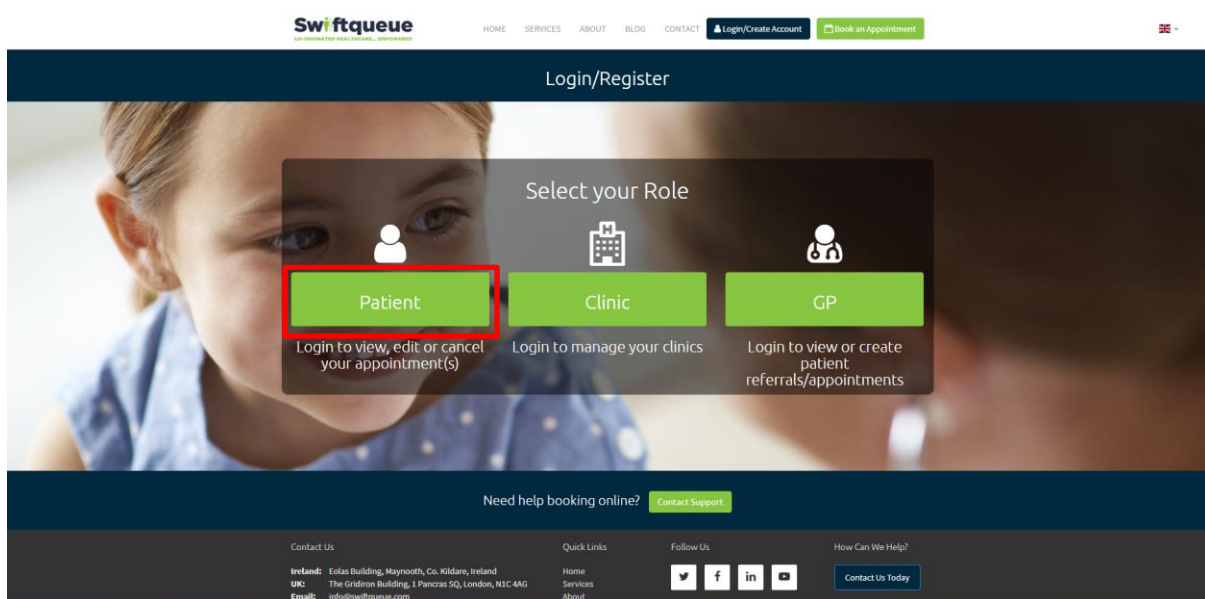 Swiftqueue
CO-ORDINATED HEALTHCARE... EMPOWERED
HOME SERVICES ABOUT BLOG CONTACT Login/Create Account Book an Appointment
Login/Register
Select your Role
Patient Clinic GP
Login to view, edit or cancel your appointment(s)
Login to manage your clinics
Login to view or create patient referrals/appointments
Need help booking online? Contact Support
Contact Us Quick Links Follow Us How Can We Help?
Ireland: Eolas Building, Maynooth, Co. Kildare, Ireland
UK: The Gridiron Building, 1 Pancras SQ, London, N1C 4AG
Email: info@swiftqueue.com
Home
Services
About
Contact Us Today